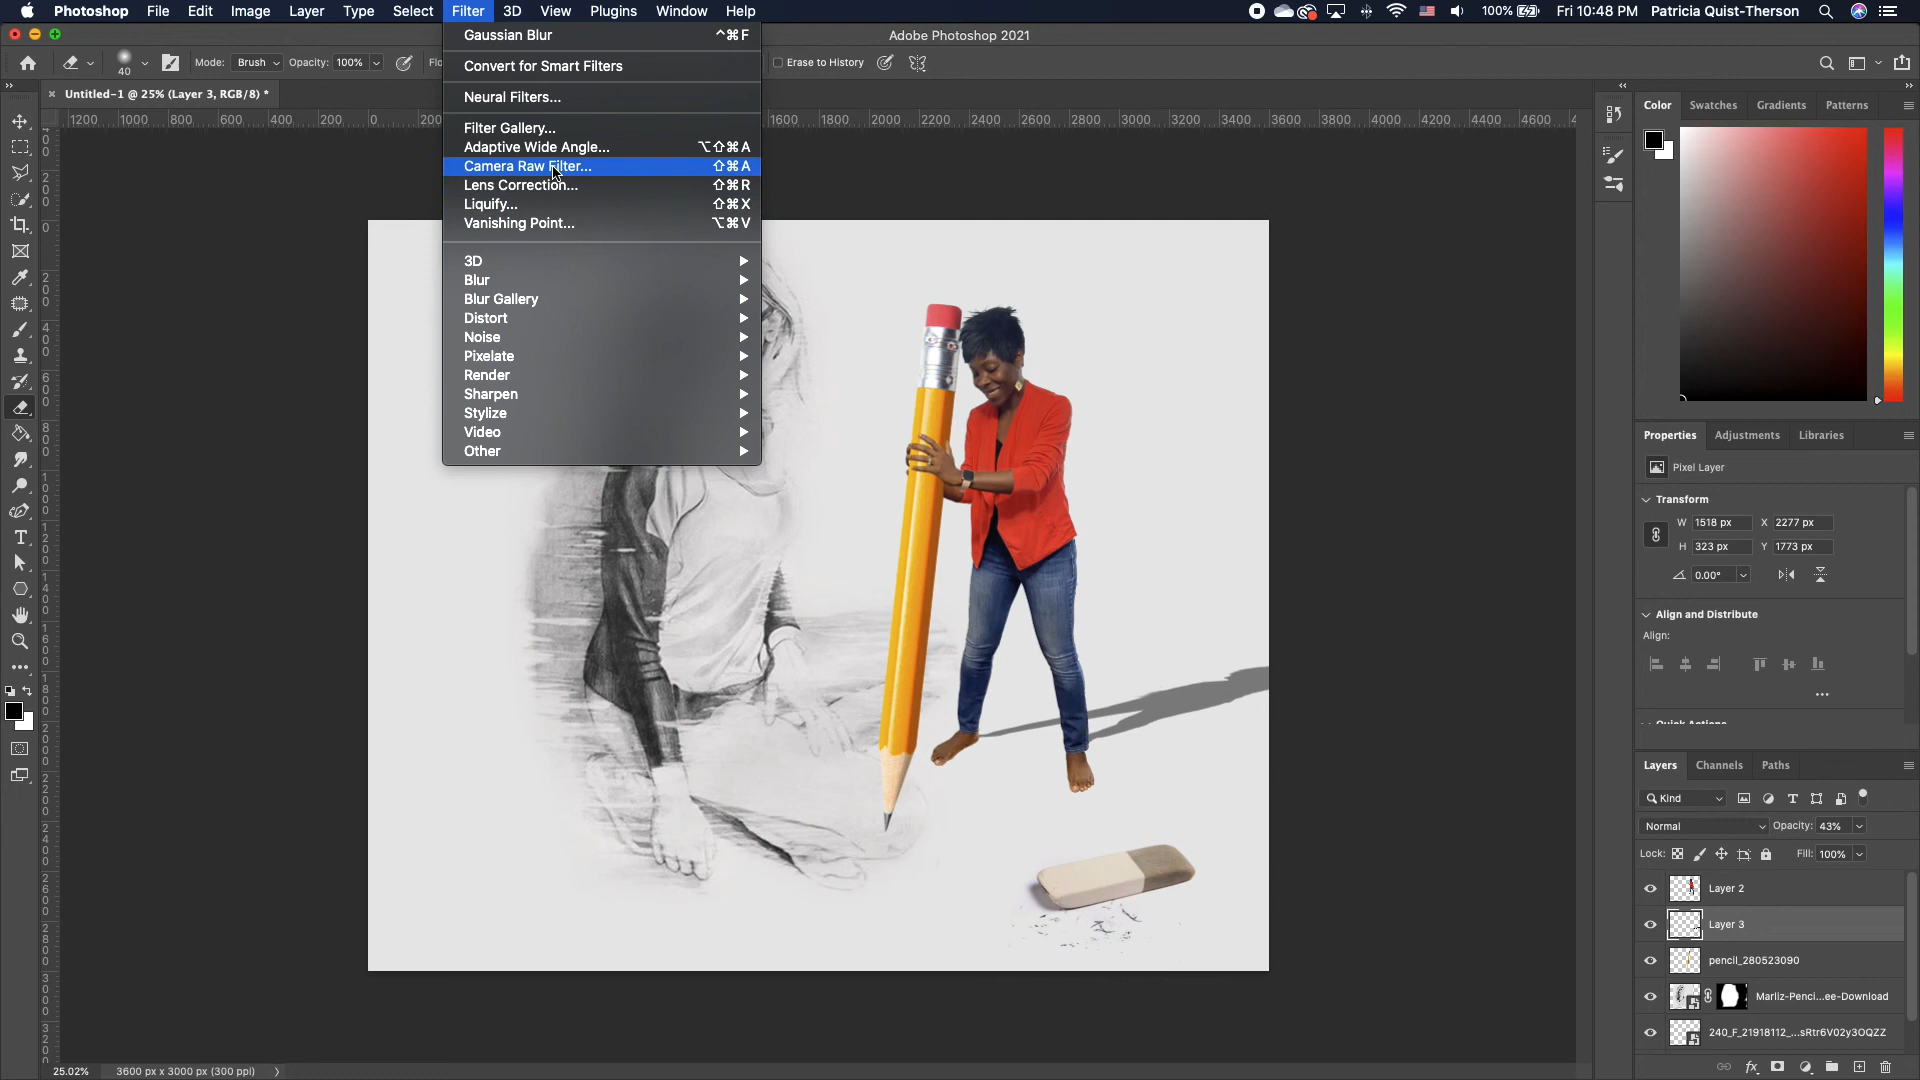 Photoshop File Edit Image Layer Type Select Filter 3D View Plugins Window Help 100% Fri 10:48 PM Patricia Quist-Therson
Adobe Photoshop 2021
40 Mode: Brush Opacity: 100% Erase to History
Untitled-1 @ 25% (Layer 3, RGB/8) *
1200 1000 800 600 400 200 0 1600 1800 2000 2200 2400 2600 2800 3000 3200 3400 3600 3800 4000 4200 4400 4600
Gaussian Blur ^⌘F
Convert for Smart Filters
Neural Filters...
Filter Gallery...
Adaptive Wide Angle... ⌥⇧⌘A
Camera Raw Filter... ⇧⌘A
Lens Correction... ⇧⌘R
Liquify... ⇧⌘X
Vanishing Point... ⌥⌘V
3D
Blur
Blur Gallery
Distort
Noise
Pixelate
Render
Sharpen
Stylize
Video
Other
Color Swatches Gradients Patterns
Properties Adjustments Libraries
Pixel Layer
Transform
W 1518 px X 2277 px
H 323 px Y 1773 px
0.00°
Align and Distribute
Align:
Layers Channels Paths
Kind
Normal Opacity: 43%
Lock: Fill: 100%
Layer 2
Layer 3
pencil_280523090
Marliz-Penci...ee-Download
240_F_21918112_...sRtr6V02y3OQZZ
25.02% 3600 px x 3000 px (300 ppi)